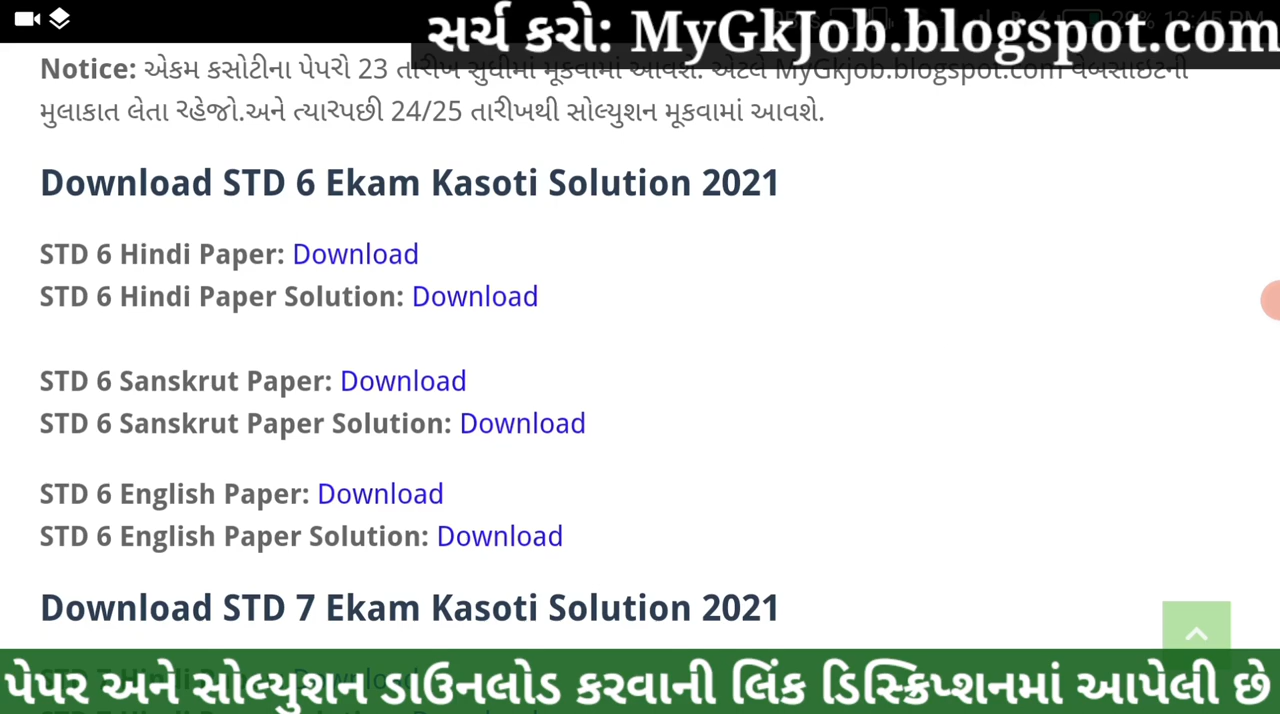 સર્ચ કરો: MyGkJob.blogspot.com
Notice: એકમ કસોટીના પેપરો 23 તારીખ સુધીમાં મૂકવામાં આવશે. એટલે MyGkjob.blogspot.com વેબસાઇટની
મુલાકાત લેતા રહેજો.અને ત્યારપછી 24/25 તારીખથી સોલ્યુશન મૂકવામાં આવશે.
Download STD 6 Ekam Kasoti Solution 2021
STD 6 Hindi Paper: Download
STD 6 Hindi Paper Solution: Download
STD 6 Sanskrut Paper: Download
STD 6 Sanskrut Paper Solution: Download
STD 6 English Paper: Download
STD 6 English Paper Solution: Download
Download STD 7 Ekam Kasoti Solution 2021
પેપર અને સોલ્યુશન ડાઉનલોડ કરવાની લિંક ડિસ્ક્રિપ્શનમાં આપેલી છે